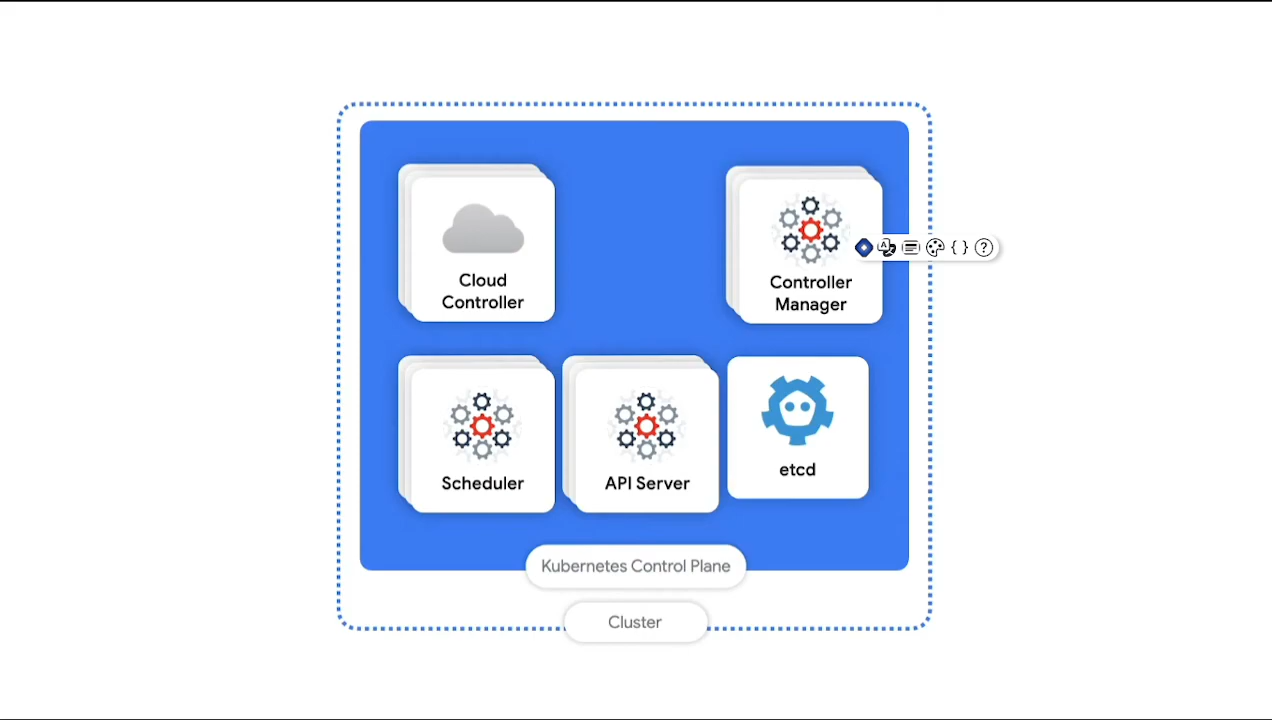 Cloud
Controller
Controller
Manager
Scheduler
API Server
etcd
Kubernetes Control Plane
Cluster